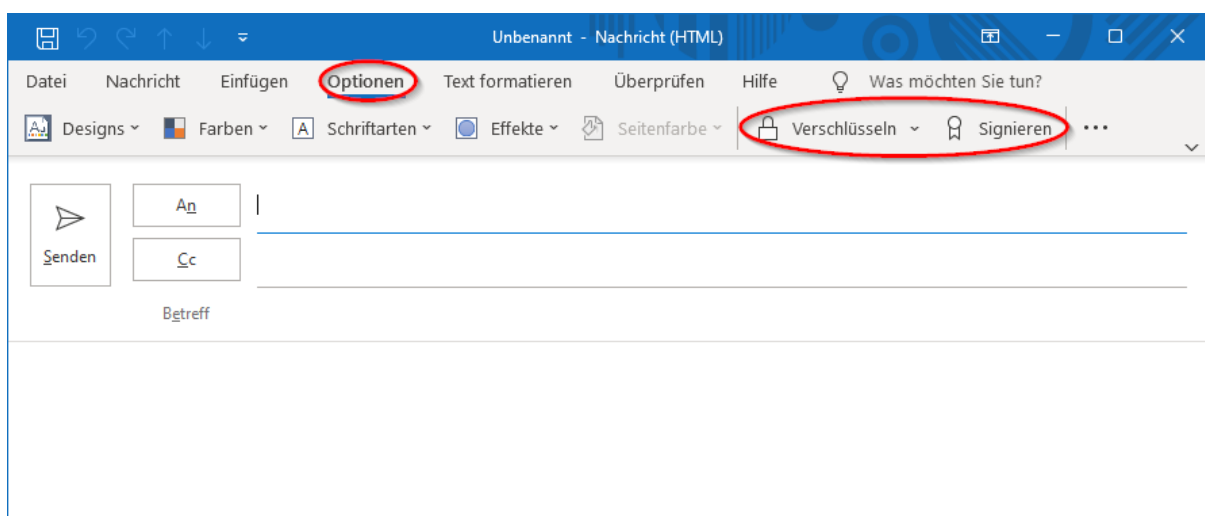 Unbenannt - Nachricht (HTML)
Datei Nachricht Einfügen Optionen Text formatieren Überprüfen Hilfe Was möchten Sie tun?
Designs Farben A Schriftarten Effekte Seitenfarbe Verschlüsseln Signieren ...
An
Senden Cc
Betreff